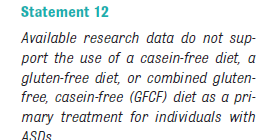 Statement 12
Available research data do not sup-
port the use of a casein-free diet, a
gluten-free diet, or combined gluten-
free, casein-free (GFCF) diet as a pri-
mary treatment for individuals with
ASDs.